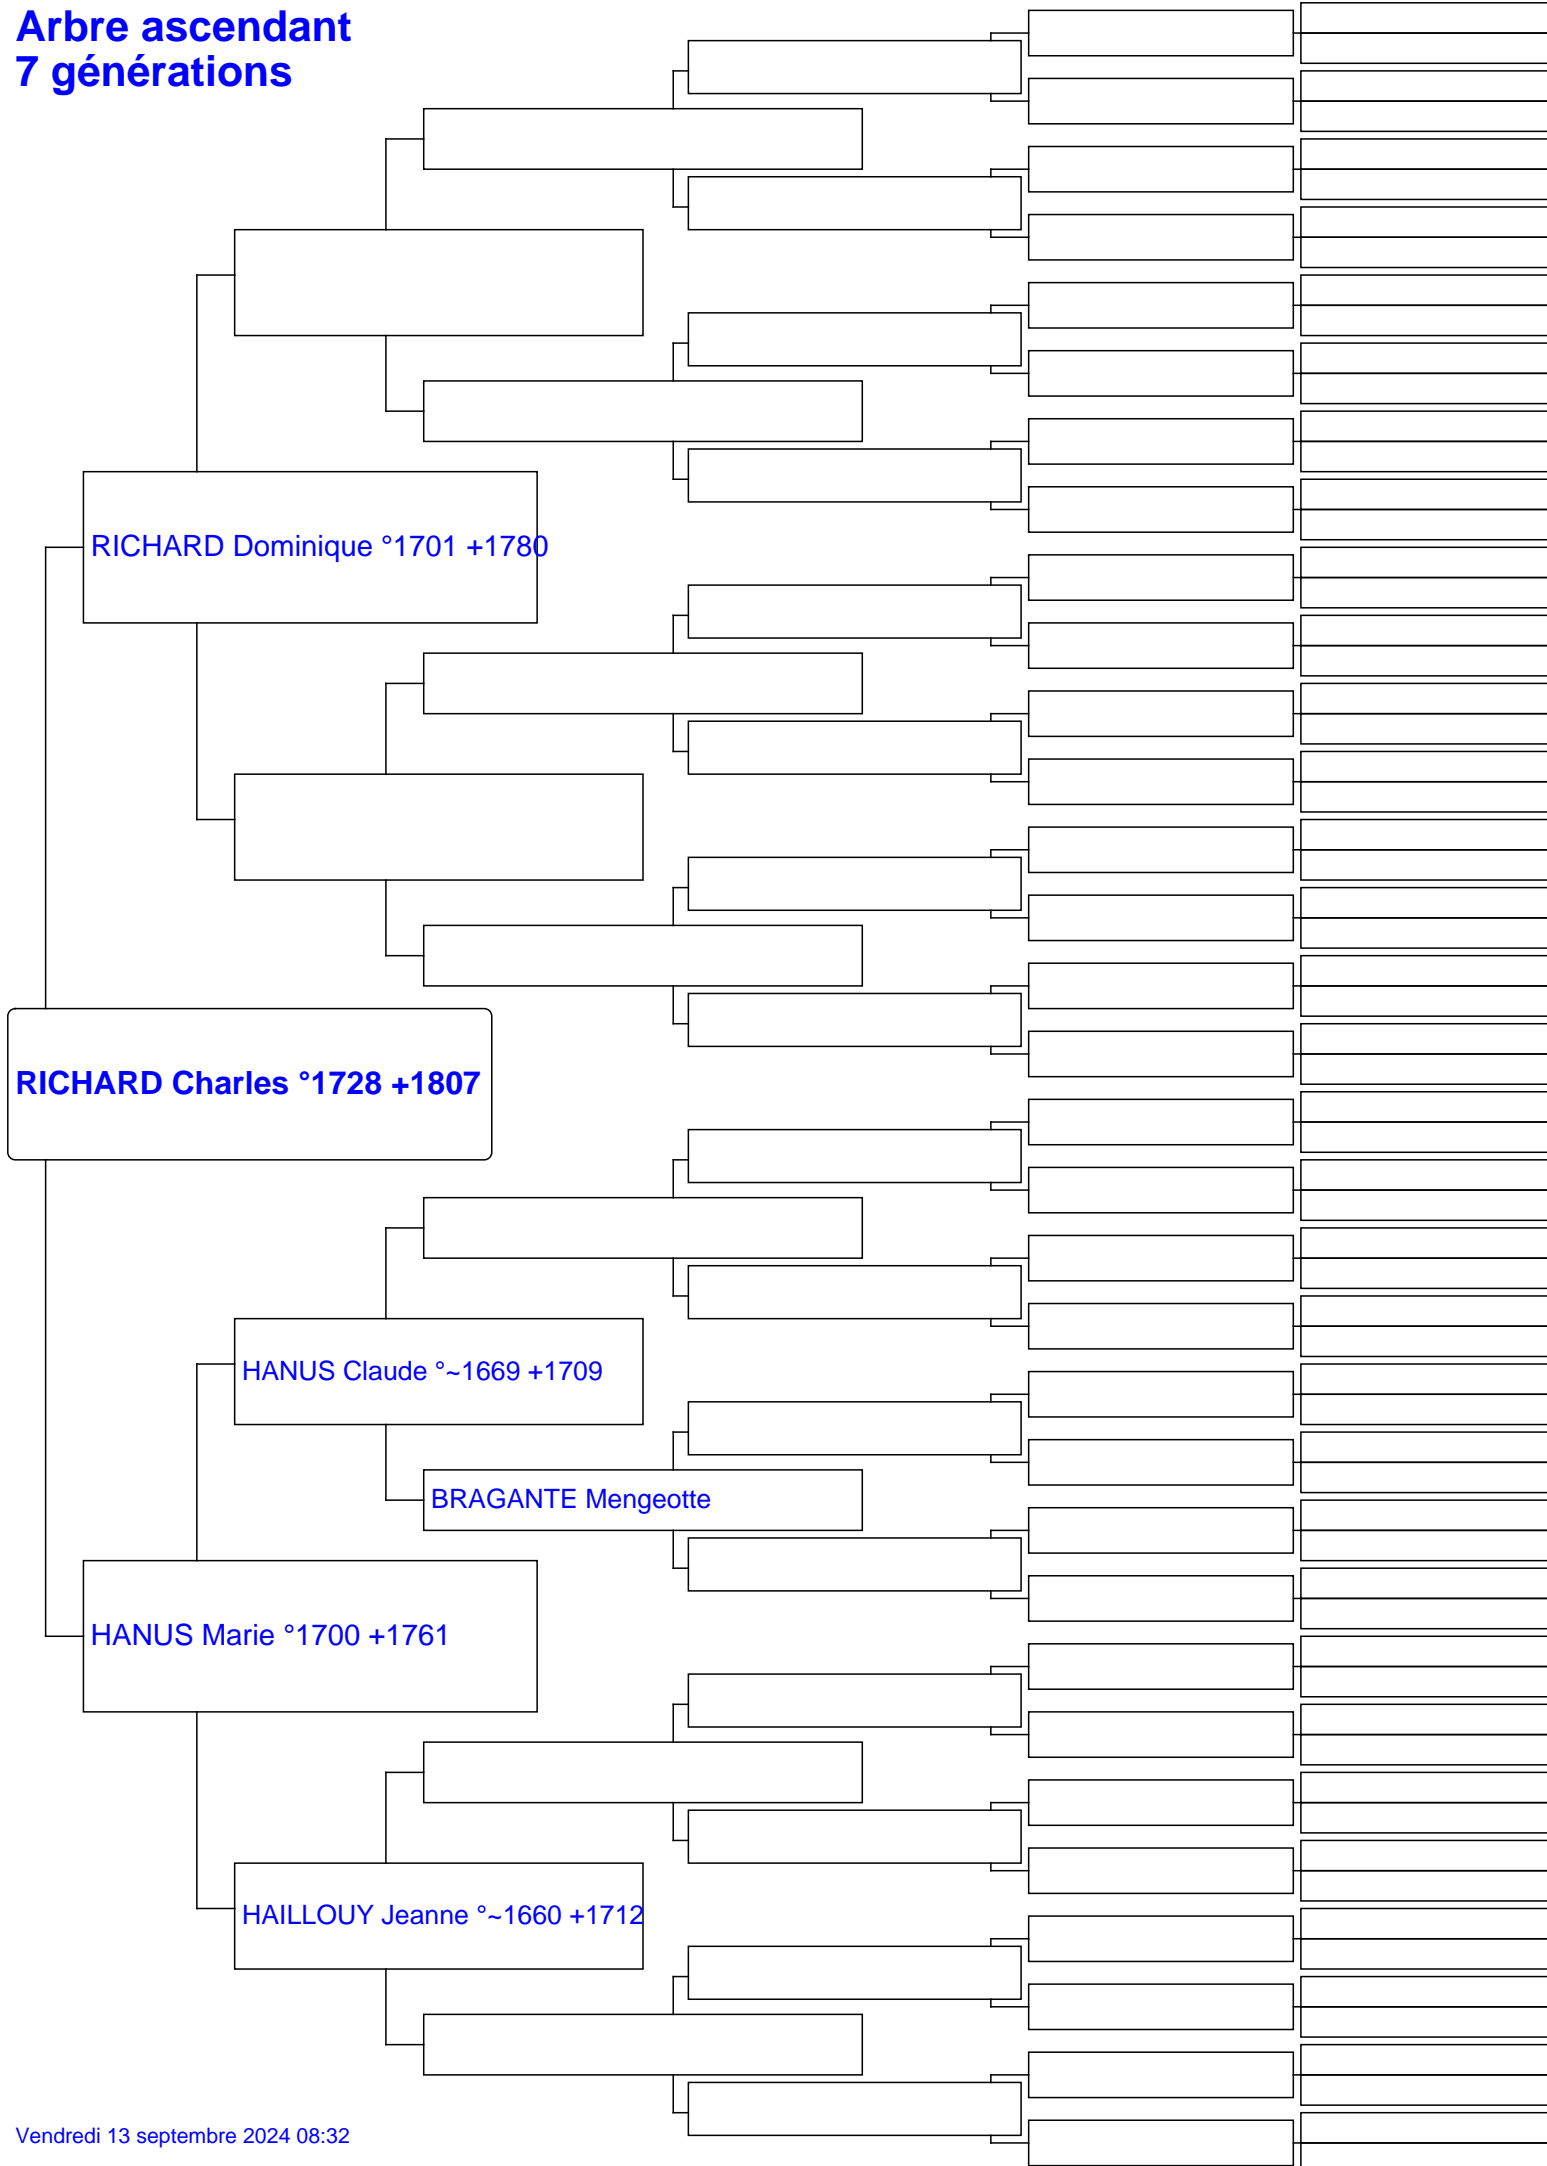 Arbre ascendant
7 générations
RICHARD Dominique °1701 +1780
RICHARD Charles °1728 +1807
HANUS Claude °~1669 +1709
BRAGANTE Mengeotte
HANUS Marie °1700 +1761
HAILLOUY Jeanne °~1660 +1712
Vendredi 13 septembre 2024 08:32